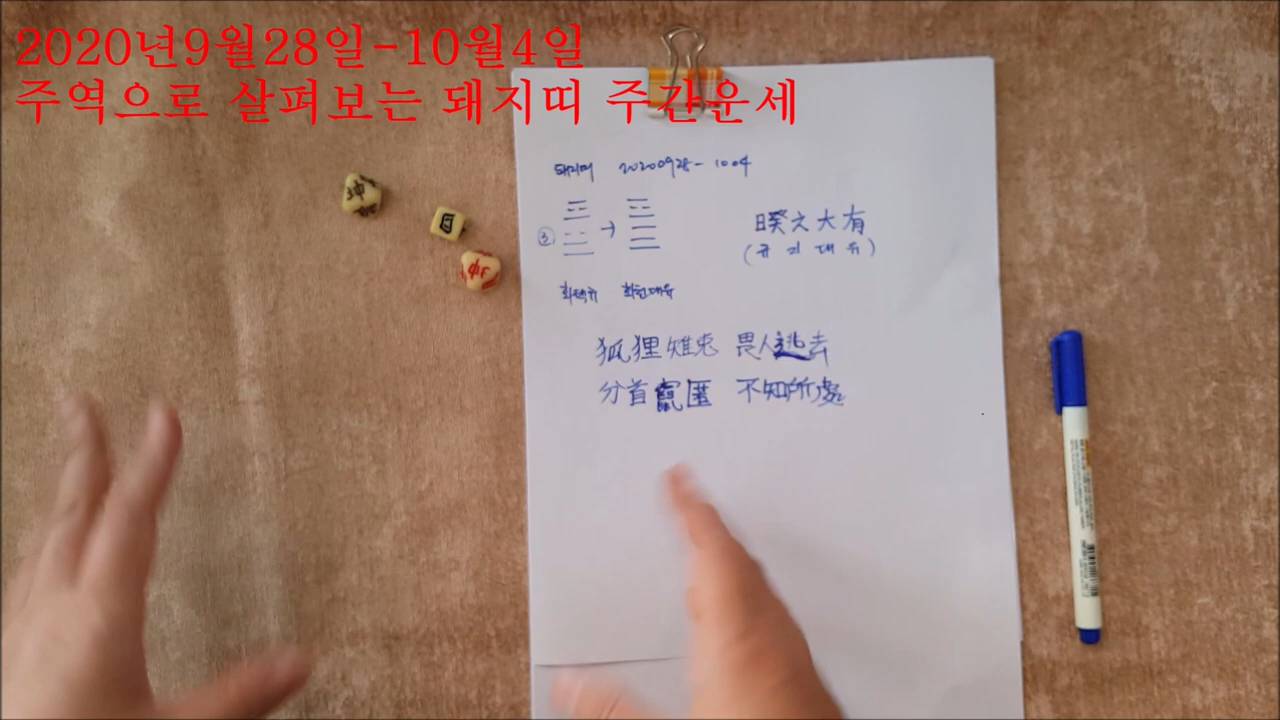 2020년9월28일-10월4일
주역으로 살펴보는 돼지띠 주간운세
돼지띠 20200928-1004
③
暌之大有
(규지대유)
화택규 화천대유
狐狸雉兎 畏人逃去
分首竄匿 不知所處